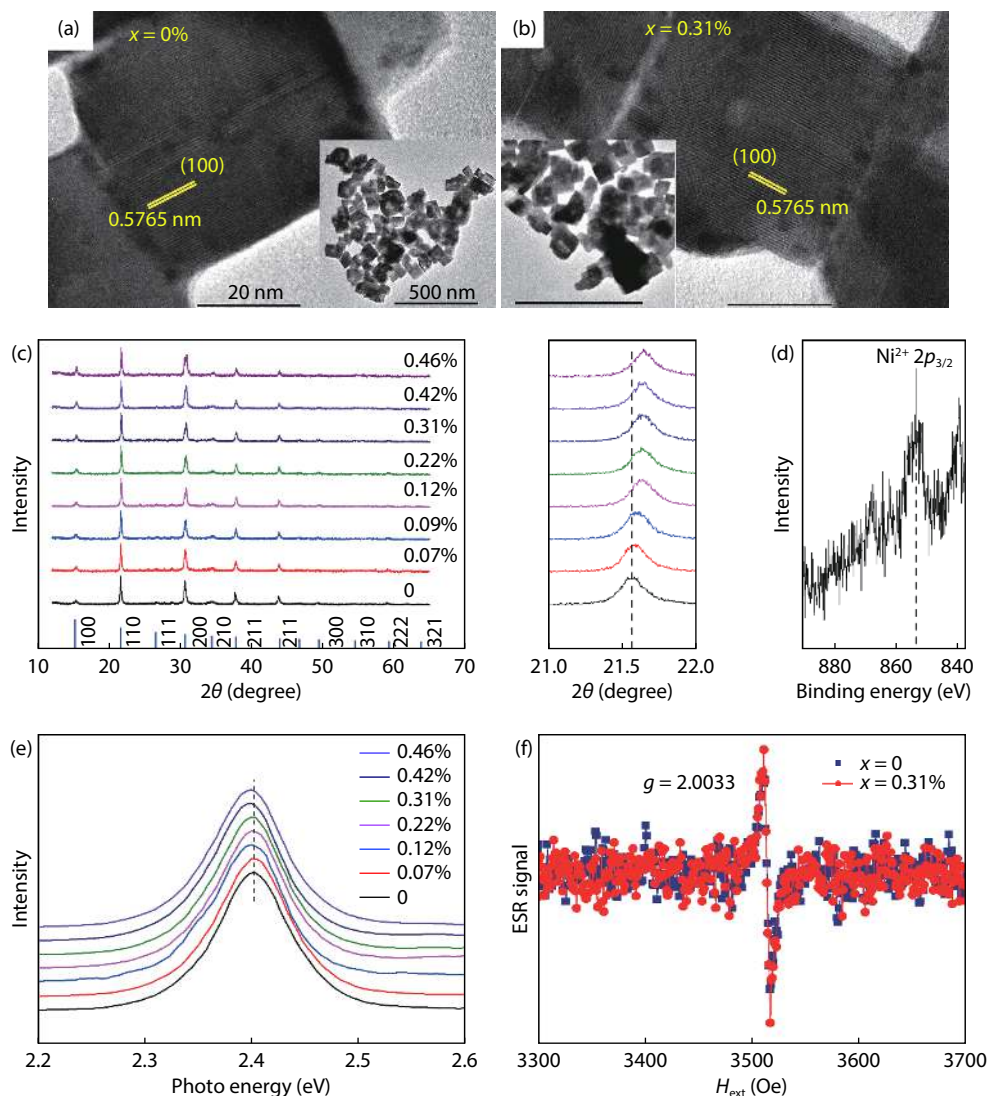 (a)
x = 0%
(100)
0.5765 nm
20 nm
500 nm
(b)
x = 0.31%
(100)
0.5765 nm
(c)
Intensity
0.46%
0.42%
0.31%
0.22%
0.12%
0.09%
0.07%
0
100 110 111 200 210 211 211 300 310 222 321
10 20 30 40 50 60 70
2θ (degree)
21.0 21.5 22.0
2θ (degree)
(d)
Ni²⁺ 2p₃/₂
Intensity
880 860 840
Binding energy (eV)
(e)
Intensity
0.46%
0.42%
0.31%
0.22%
0.12%
0.07%
0
2.2 2.3 2.4 2.5 2.6
Photo energy (eV)
(f)
g = 2.0033
x = 0
x = 0.31%
ESR signal
3300 3400 3500 3600 3700
Hext (Oe)